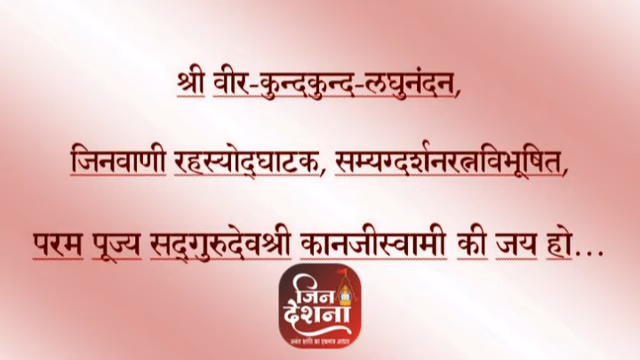 श्री वीर-कुन्दकुन्द-लघुनंदन,
जिनवाणी रहस्योद्‌घाटक, सम्यग्दर्शनरत्नविभूषित,
परम पूज्य सद्‌गुरुदेवश्री कानजीस्वामी की जय हो...
जिन
देशना